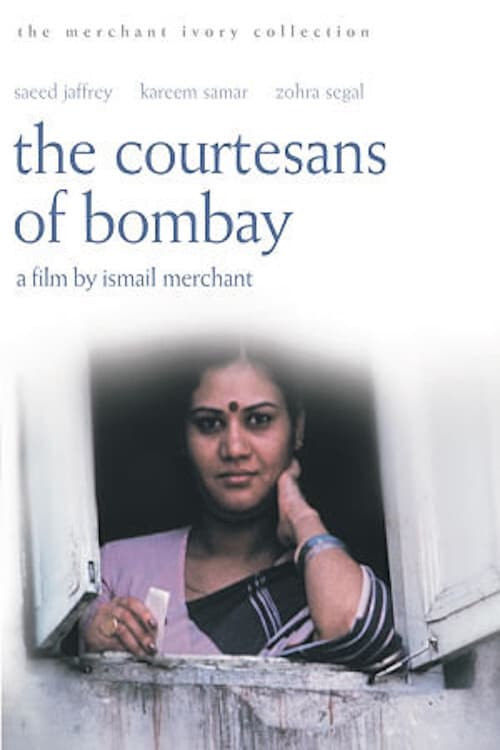 the merchant ivory collection
saeed jaffrey kareem samar zohra segal
the courtesans
of bombay
a film by ismail merchant